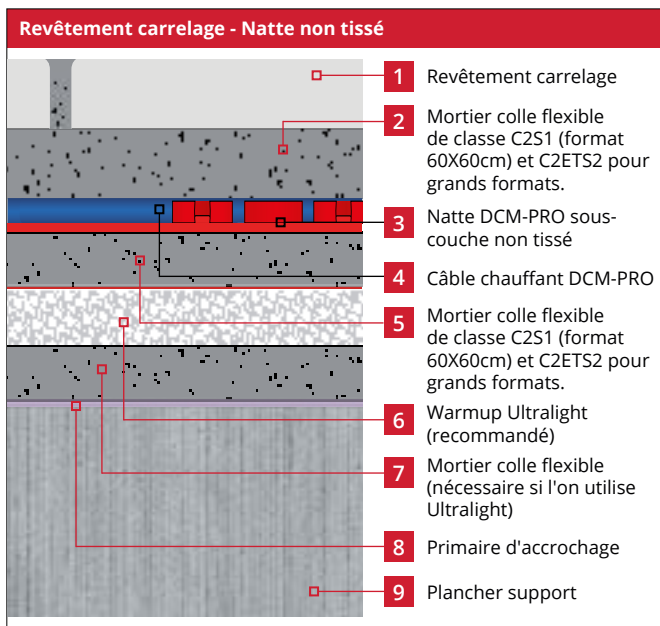 Revêtement carrelage - Natte non tissé
1 Revêtement carrelage
2 Mortier colle flexible
de classe C2S1 (format
60X60cm) et C2ETS2 pour
grands formats.
3 Natte DCM-PRO sous-
couche non tissé
4 Câble chauffant DCM-PRO
5 Mortier colle flexible
de classe C2S1 (format
60X60cm) et C2ETS2 pour
grands formats.
6 Warmup Ultralight
(recommandé)
7 Mortier colle flexible
(nécessaire si l'on utilise
Ultralight)
8 Primaire d'accrochage
9 Plancher support